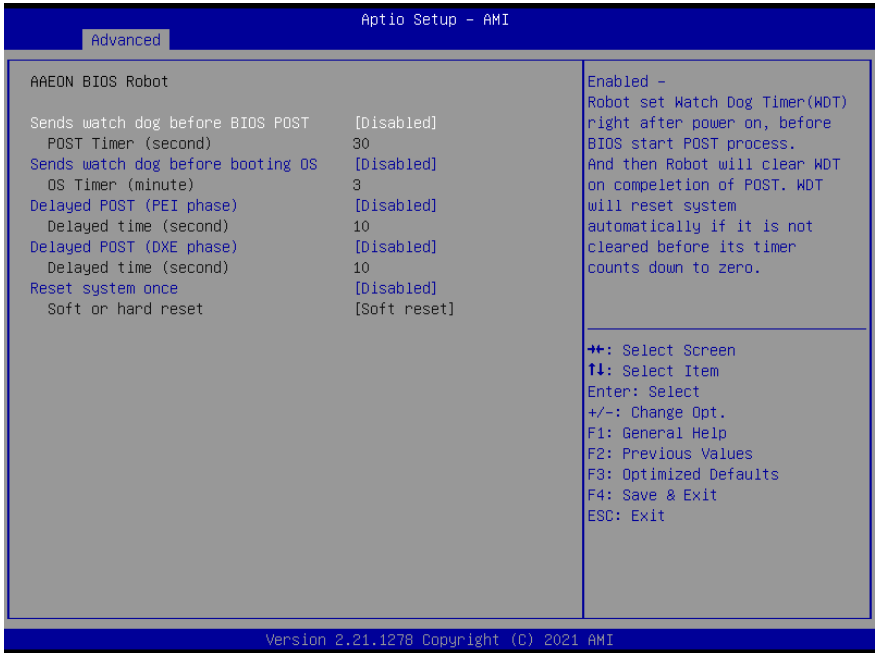 Aptio Setup – AMI
Advanced
AAEON BIOS Robot
Sends watch dog before BIOS POST [Disabled]
POST Timer (second) 30
Sends watch dog before booting OS [Disabled]
OS Timer (minute) 3
Delayed POST (PEI phase) [Disabled]
Delayed time (second) 10
Delayed POST (DXE phase) [Disabled]
Delayed time (second) 10
Reset system once [Disabled]
Soft or hard reset [Soft reset]
Enabled –
Robot set Watch Dog Timer(WDT)
right after power on, before
BIOS start POST process.
And then Robot will clear WDT
on compeletion of POST. WDT
will reset system
automatically if it is not
cleared before its timer
counts down to zero.
→←: Select Screen
↑↓: Select Item
Enter: Select
+/-: Change Opt.
F1: General Help
F2: Previous Values
F3: Optimized Defaults
F4: Save & Exit
ESC: Exit
Version 2.21.1278 Copyright (C) 2021 AMI